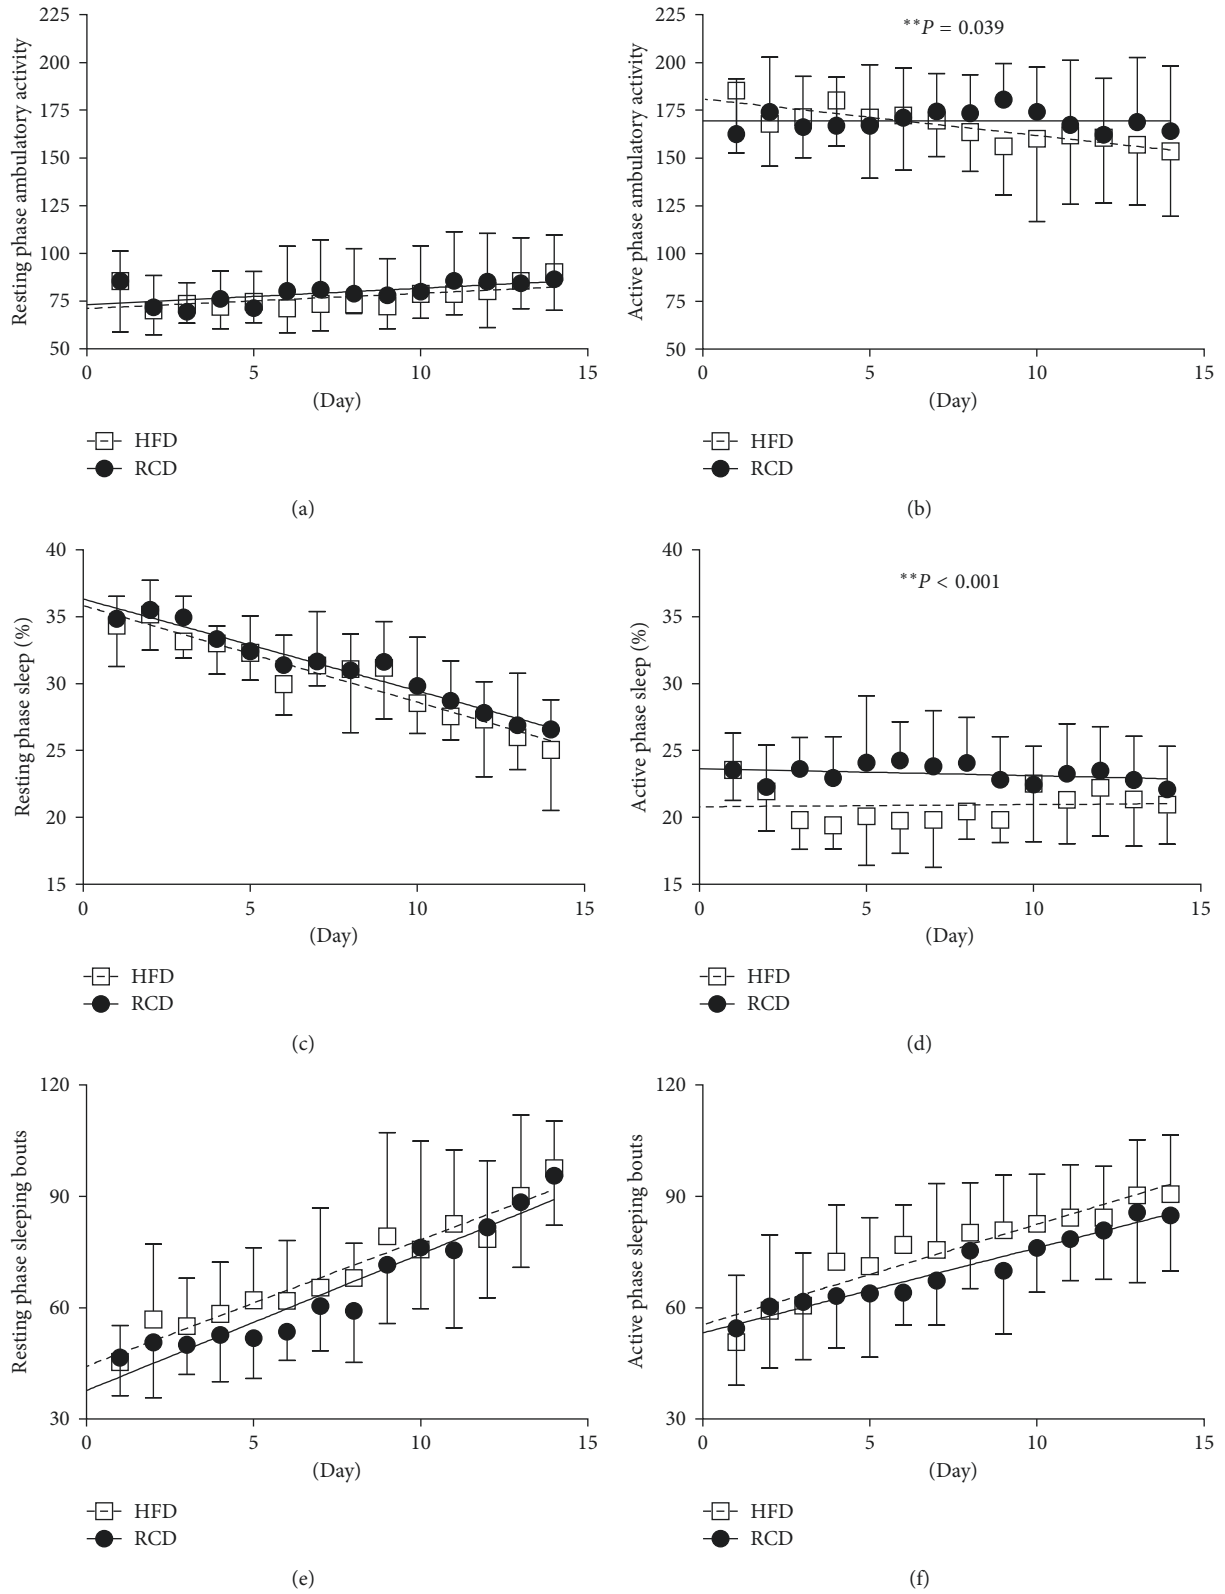 Resting phase ambulatory activity
225
200
175
150
125
100
75
50
0
5
10
15
(Day)
HFD
RCD
(a)
Active phase ambulatory activity
225
200
175
150
125
100
75
50
**P = 0.039
0
5
10
15
(Day)
HFD
RCD
(b)
Resting phase sleep (%)
40
35
30
25
20
15
0
5
10
15
(Day)
HFD
RCD
(c)
Active phase sleep (%)
40
35
30
25
20
15
**P < 0.001
0
5
10
15
(Day)
HFD
RCD
(d)
Resting phase sleeping bouts
120
90
60
30
0
5
10
15
(Day)
HFD
RCD
(e)
Active phase sleeping bouts
120
90
60
30
0
5
10
15
(Day)
HFD
RCD
(f)